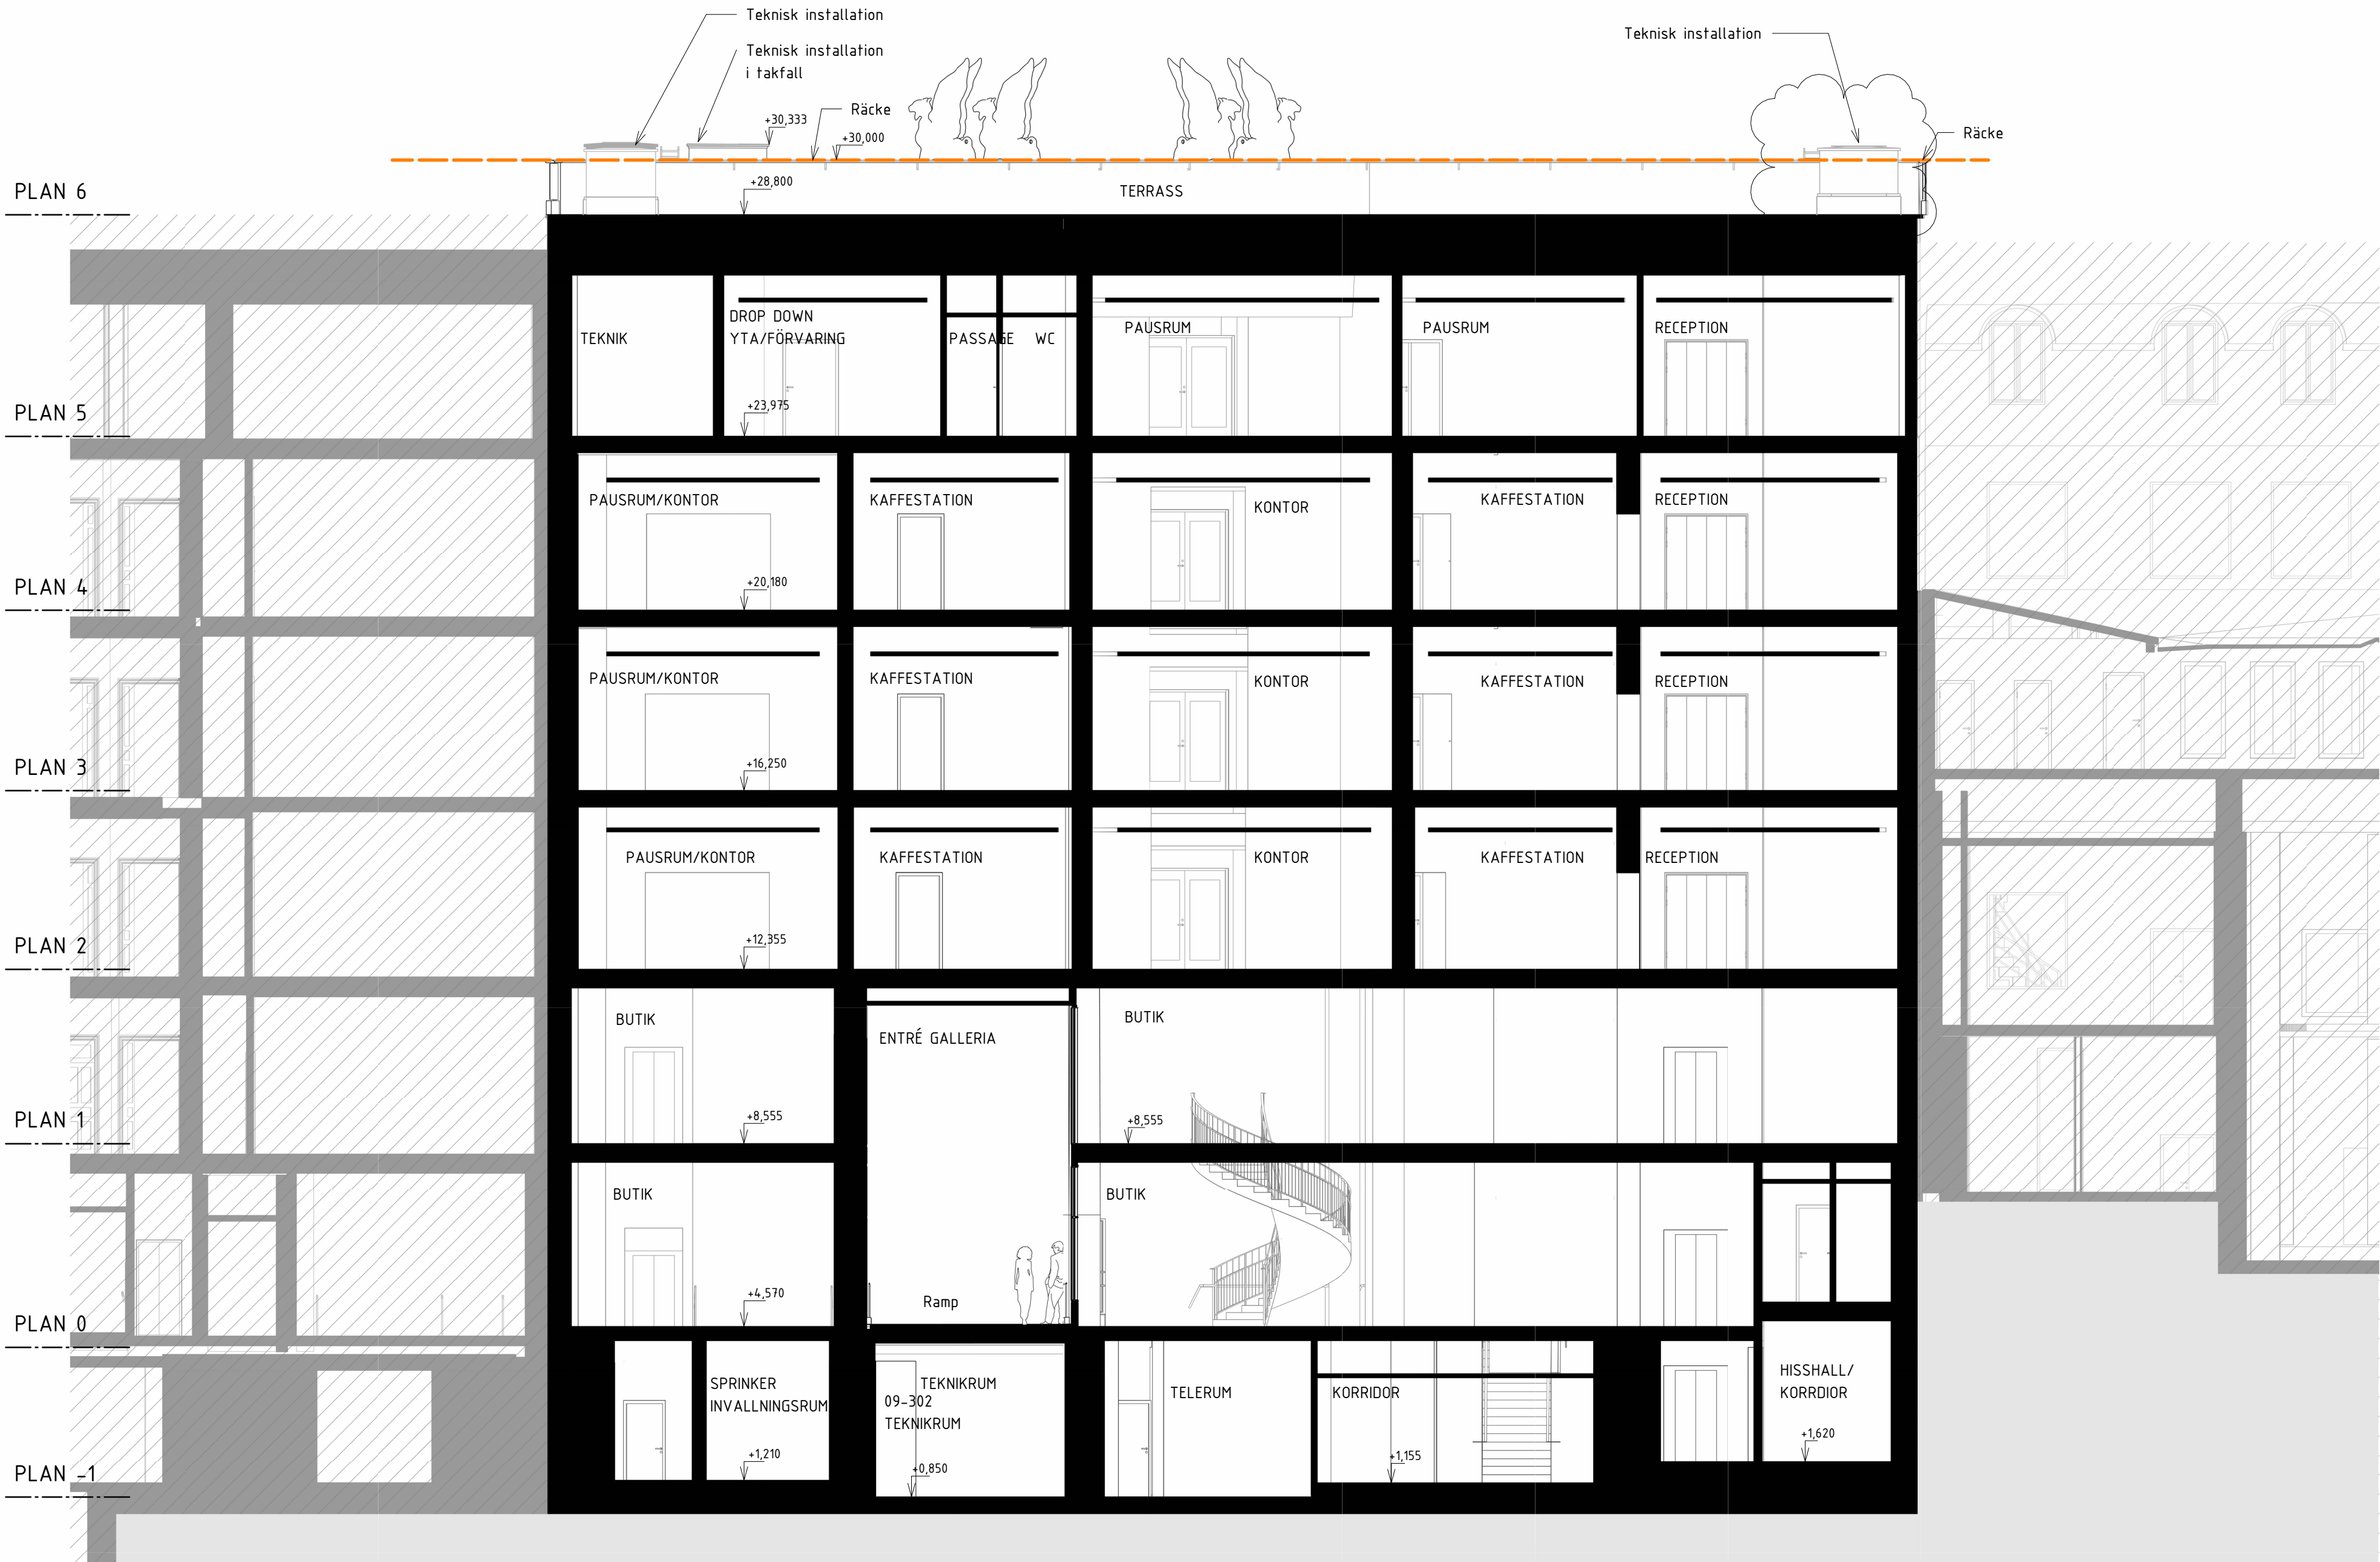 Teknisk installation
Teknisk installation
Teknisk installation
i takfall
Räcke
+30,333
Räcke
+30,000
+28,800
TERRASS
PLAN 6
DROP DOWN
YTA/FÖRVARING
TEKNIK
PASSAGE
WC
PAUSRUM
PAUSRUM
RECEPTION
+23,975
PLAN 5
PAUSRUM/KONTOR
KAFFESTATION
KONTOR
KAFFESTATION
RECEPTION
+20,180
PLAN 4
PAUSRUM/KONTOR
KAFFESTATION
KONTOR
KAFFESTATION
RECEPTION
+16,250
PLAN 3
PAUSRUM/KONTOR
KAFFESTATION
KONTOR
KAFFESTATION
RECEPTION
+12,355
PLAN 2
BUTIK
ENTRÉ GALLERIA
BUTIK
+8,555
+8,555
PLAN 1
BUTIK
BUTIK
+4,570
Ramp
PLAN 0
SPRINKER
INVALLNINGSRUM
TEKNIKRUM
09-302
TEKNIKRUM
TELERUM
KORRIDOR
HISSHALL/
KORRDIOR
+1,210
+0,850
+1,155
+1,620
PLAN -1